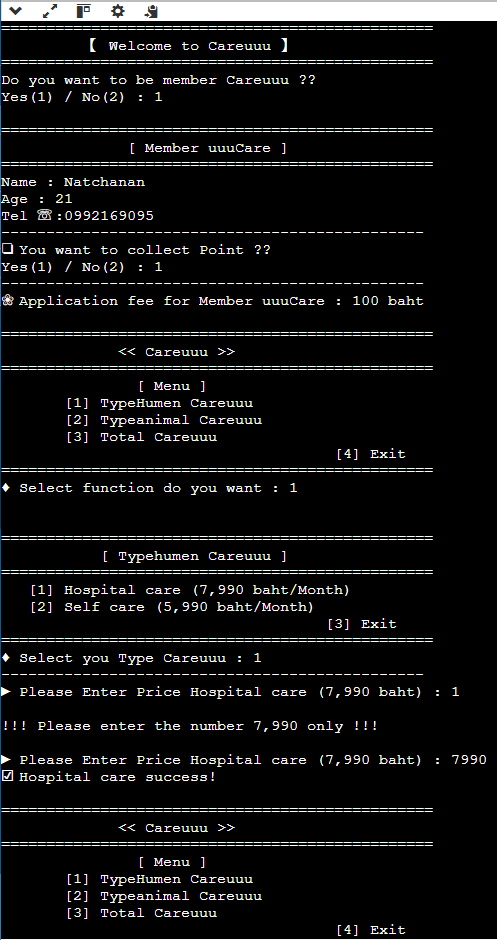 【 Welcome to Careuuu 】
Do you want to be member Careuuu ??
Yes(1) / No(2) : 1
[ Member uuuCare ]
Name : Natchanan
Age : 21
Tel ☏:0992169095
❏ You want to collect Point ??
Yes(1) / No(2) : 1
❀ Application fee for Member uuuCare : 100 baht
<< Careuuu >>
[ Menu ]
[1] TypeHumen Careuuu
[2] Typeanimal Careuuu
[3] Total Careuuu
[4] Exit
♦ Select function do you want : 1
[ Typehumen Careuuu ]
[1] Hospital care (7,990 baht/Month)
[2] Self care (5,990 baht/Month)
[3] Exit
♦ Select you Type Careuuu : 1
► Please Enter Price Hospital care (7,990 baht) : 1
!!! Please enter the number 7,990 only !!!
► Please Enter Price Hospital care (7,990 baht) : 7990
☑ Hospital care success!
<< Careuuu >>
[ Menu ]
[1] TypeHumen Careuuu
[2] Typeanimal Careuuu
[3] Total Careuuu
[4] Exit